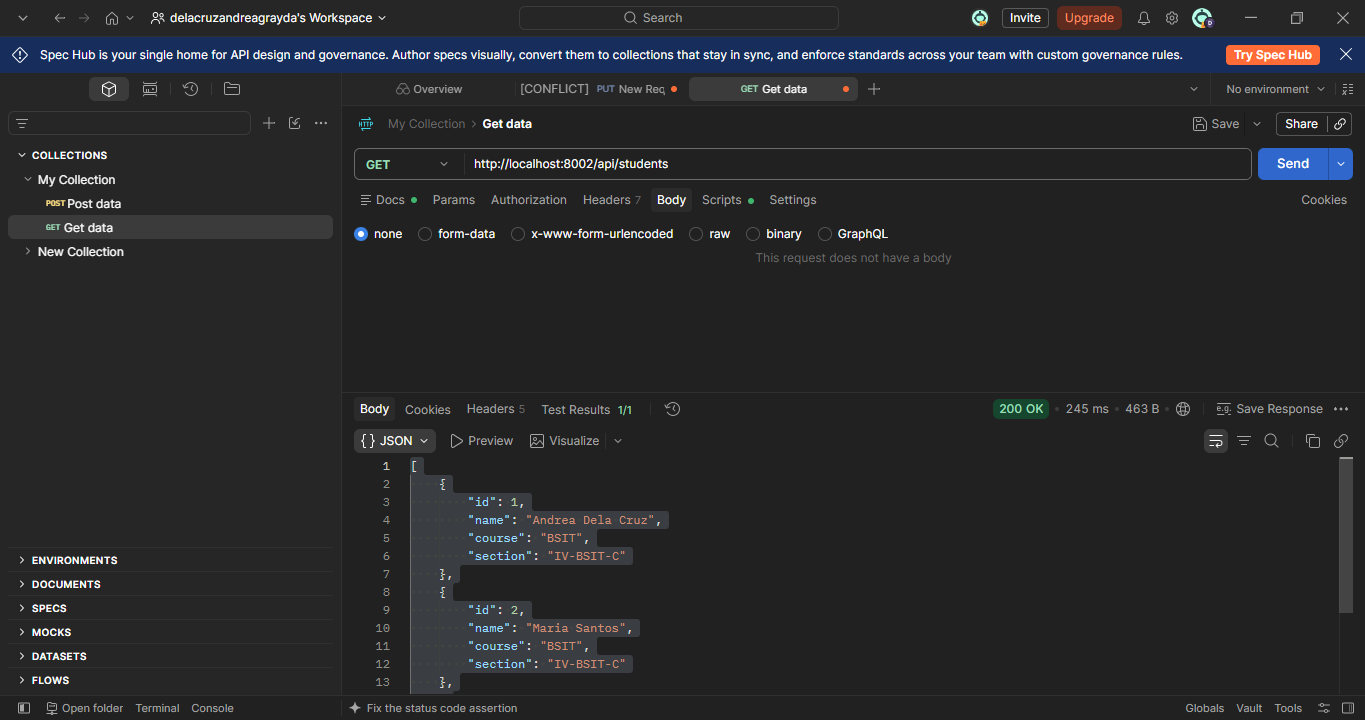 delacruzandreagrayda's Workspace
Search
Invite
Upgrade
Spec Hub is your single home for API design and governance. Author specs visually, convert them to collections that stay in sync, and enforce standards across your team with custom governance rules.
Try Spec Hub
Overview
[CONFLICT] PUT New Req
GET Get data
No environment
My Collection > Get data
Save
Share
COLLECTIONS
My Collection
POST Post data
GET Get data
New Collection
GET
http://localhost:8002/api/students
Send
Docs
Params
Authorization
Headers 7
Body
Scripts
Settings
Cookies
none
form-data
x-www-form-urlencoded
raw
binary
GraphQL
This request does not have a body
Body
Cookies
Headers 5
Test Results 1/1
200 OK
245 ms
463 B
e.g. Save Response
{} JSON
Preview
Visualize
1 [
2 {
3 "id": 1,
4 "name": "Andrea Dela Cruz",
5 "course": "BSIT",
6 "section": "IV-BSIT-C"
7 },
8 {
9 "id": 2,
10 "name": "Maria Santos",
11 "course": "BSIT",
12 "section": "IV-BSIT-C"
13 },
ENVIRONMENTS
DOCUMENTS
SPECS
MOCKS
DATASETS
FLOWS
Open folder
Terminal
Console
Fix the status code assertion
Globals
Vault
Tools